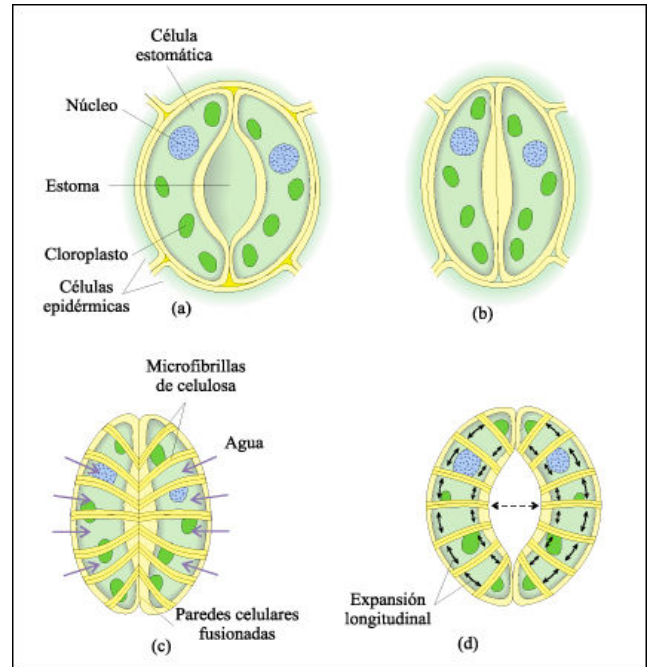 Célula
estomática
Núcleo
Estoma
Cloroplasto
Células
epidérmicas
(a)
(b)
Microfibrillas
de celulosa
Agua
Paredes celulares
fusionadas
(c)
Expansión
longitudinal
(d)